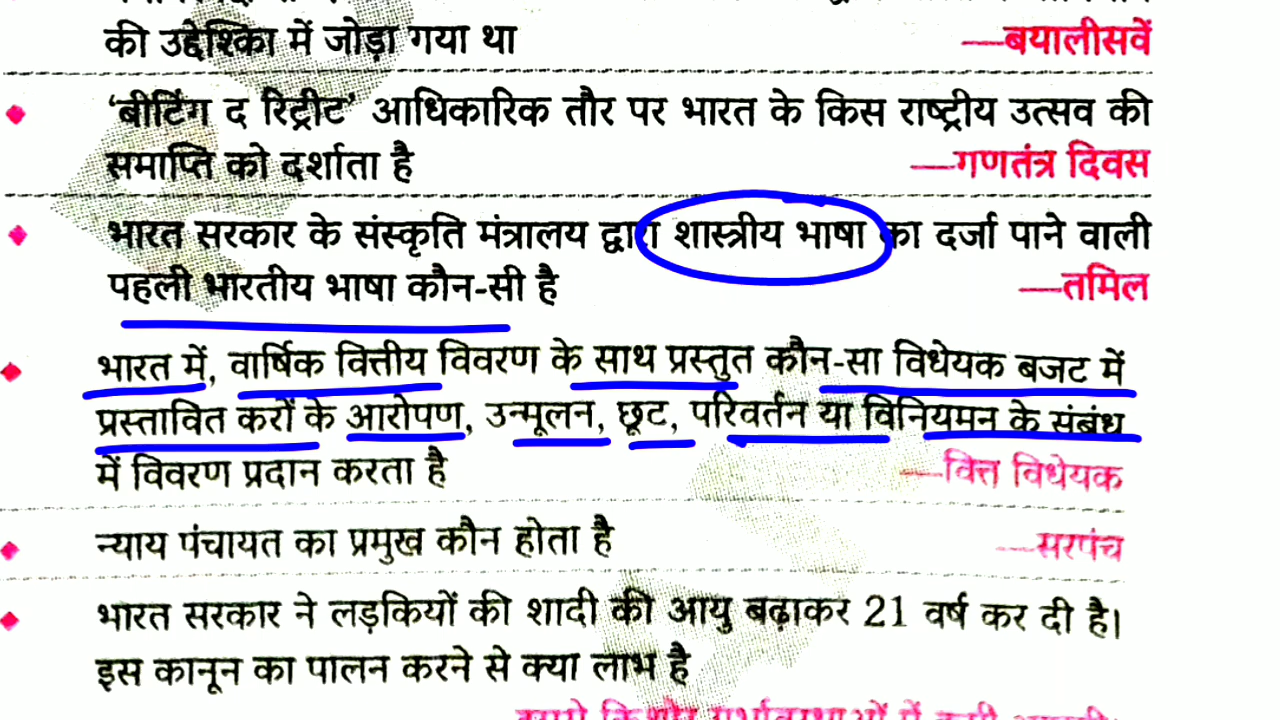 की उद्देश्यिका में जोड़ा गया था —बयालीसवें
‘बीटिंग द रिट्रीट’ आधिकारिक तौर पर भारत के किस राष्ट्रीय उत्सव की
समाप्ति को दर्शाता है —गणतंत्र दिवस
भारत सरकार के संस्कृति मंत्रालय द्वारा शास्त्रीय भाषा का दर्जा पाने वाली
पहली भारतीय भाषा कौन-सी है —तमिल
भारत में, वार्षिक वित्तीय विवरण के साथ प्रस्तुत कौन-सा विधेयक बजट में
प्रस्तावित करों के आरोपण, उन्मूलन, छूट, परिवर्तन या विनियमन के संबंध
में विवरण प्रदान करता है —वित्त विधेयक
न्याय पंचायत का प्रमुख कौन होता है —सरपंच
भारत सरकार ने लड़कियों की शादी की आयु बढ़ाकर 21 वर्ष कर दी है।
इस कानून का पालन करने से क्या लाभ है